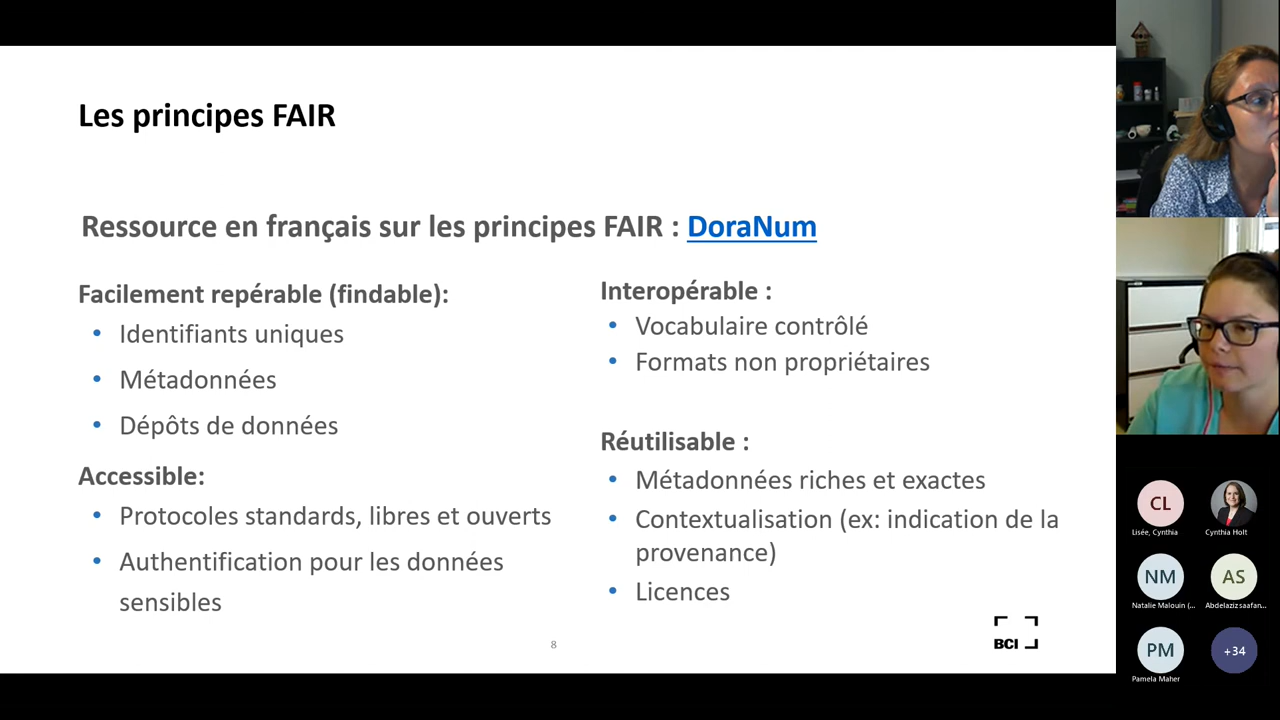 Les principes FAIR
Ressource en français sur les principes FAIR : DoraNum
Facilement repérable (findable):
• Identifiants uniques
• Métadonnées
• Dépôts de données
Accessible:
• Protocoles standards, libres et ouverts
• Authentification pour les données
sensibles
Interopérable :
• Vocabulaire contrôlé
• Formats non propriétaires
Réutilisable :
• Métadonnées riches et exactes
• Contextualisation (ex: indication de la
provenance)
• Licences
8
BCI
CL
Lisée, Cynthia
Cynthia Holt
NM
Natalie Malouin (...
AS
Abdelaziz saafan...
PM
Pamela Maher
+34